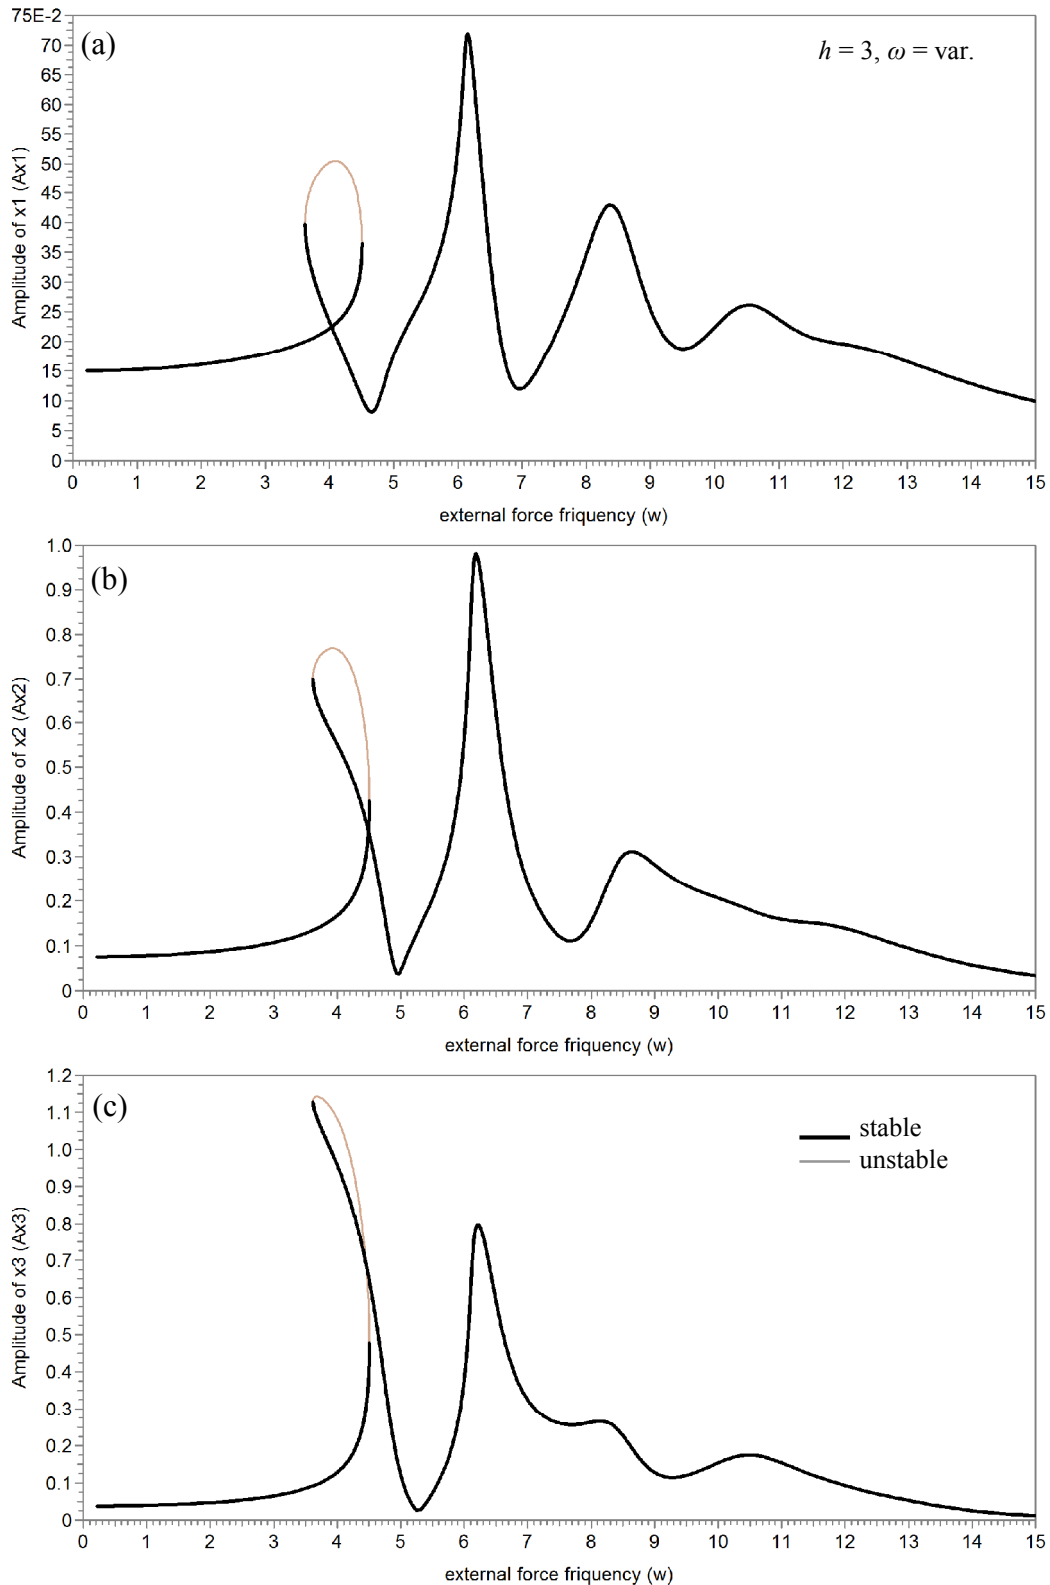 75E-2
(a)
h = 3, ω = var.
70
65
60
55
50
45
40
35
30
25
20
15
10
5
0
Amplitude of x1 (Ax1)
0 1 2 3 4 5 6 7 8 9 10 11 12 13 14 15
external force friquency (w)
1.0
(b)
0.9
0.8
0.7
0.6
0.5
0.4
0.3
0.2
0.1
0
Amplitude of x2 (Ax2)
0 1 2 3 4 5 6 7 8 9 10 11 12 13 14 15
external force friquency (w)
1.2
(c)
1.1
stable
unstable
1.0
0.9
0.8
0.7
0.6
0.5
0.4
0.3
0.2
0.1
0
Amplitude of x3 (Ax3)
0 1 2 3 4 5 6 7 8 9 10 11 12 13 14 15
external force friquency (w)